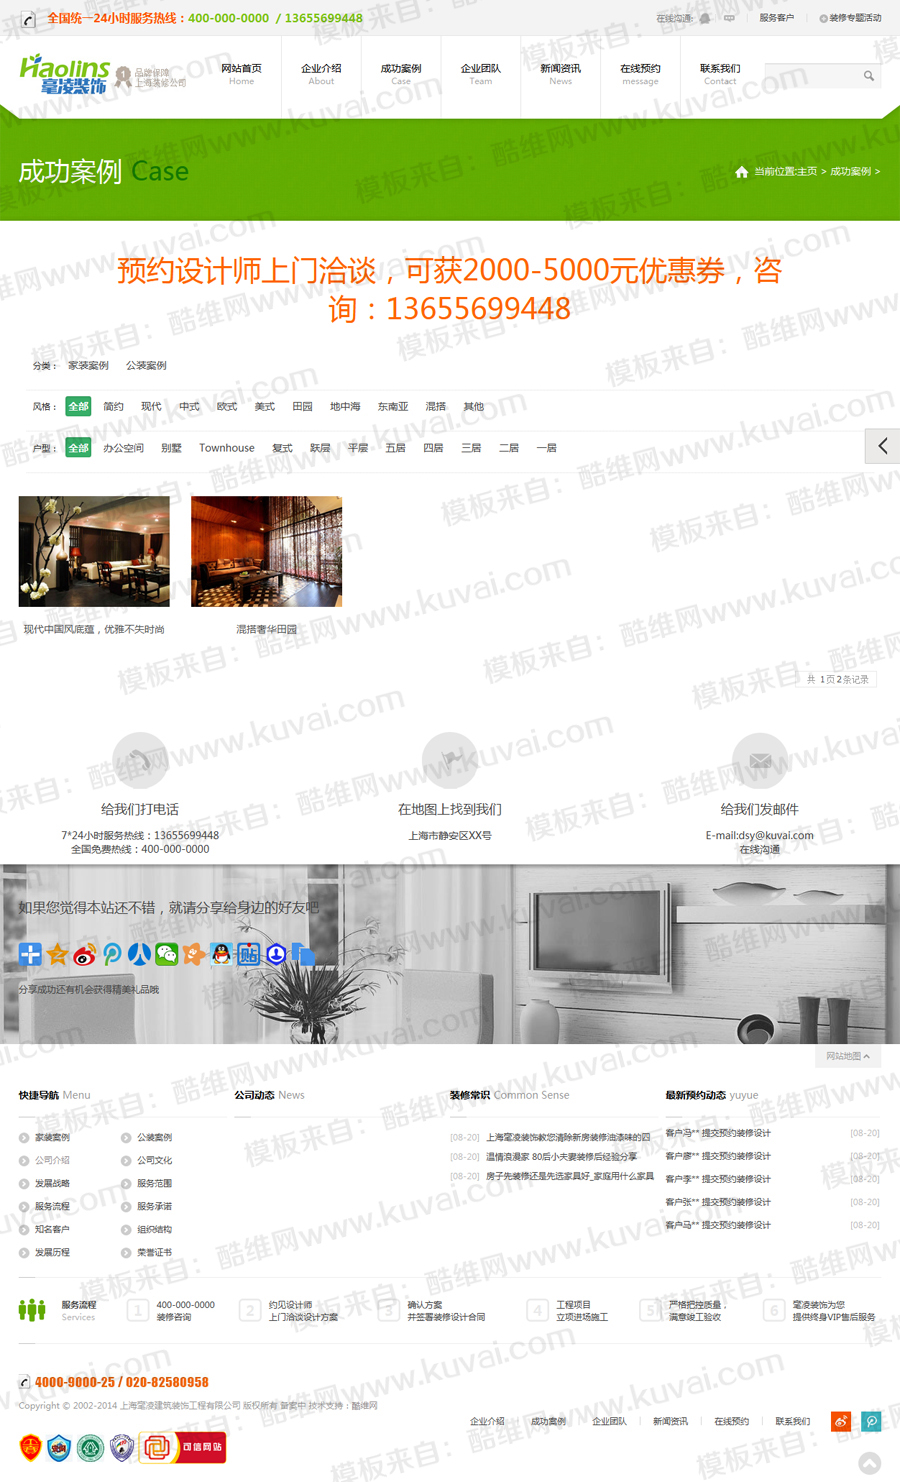 全国统一24小时服务热线：400-000-0000 / 13655699448
在线沟通:
服务客户
装修专题活动
Haolins
毫凌装饰
品牌保障
上海装修公司
网站首页
Home
企业介绍
About
成功案例
Case
企业团队
Team
新闻资讯
News
在线预约
message
联系我们
Contact
成功案例 Case
当前位置:主页 > 成功案例 >
预约设计师上门洽谈，可获2000-5000元优惠券，咨
询：13655699448
分类： 家装案例 公装案例
风格： 全部 简约 现代 中式 欧式 美式 田园 地中海 东南亚 混搭 其他
户型： 全部 办公空间 别墅 Townhouse 复式 跃层 平层 五居 四居 三居 二居 一居
现代中国风底蕴，优雅不失时尚
混搭奢华田园
共 1页2条记录
给我们打电话
7*24小时服务热线：13655699448
全国免费热线：400-000-0000
在地图上找到我们
上海市静安区XX号
给我们发邮件
E-mail:dsy@kuvai.com
在线沟通
如果您觉得本站还不错，就请分享给身边的好友吧
分享成功还有机会获得精美礼品哦
网站地图
快捷导航 Menu
家装案例
公装案例
公司介绍
公司文化
发展战略
服务范围
服务流程
服务承诺
知名客户
组织结构
发展历程
荣誉证书
公司动态 News
装修常识 Common Sense
[08-20] 上海毫凌装饰教您清除新房装修油漆味的四
[08-20] 温情浪漫家 80后小夫妻装修后经验分享
[08-20] 房子先装修还是先选家具好_家庭用什么家具
最新预约动态 yuyue
客户冯** 提交预约装修设计 [08-20]
客户廖** 提交预约装修设计 [08-20]
客户李** 提交预约装修设计 [08-20]
客户张** 提交预约装修设计 [08-20]
客户马** 提交预约装修设计 [08-20]
服务流程
Services
1 400-000-0000
装修咨询
2 约见设计师
上门洽谈设计方案
3 确认方案
并签署装修设计合同
4 工程项目
立项进场施工
5 严格把控质量，
满意竣工验收
6 毫凌装饰为您
提供终身VIP售后服务
4000-9000-25 / 020-82580958
Copyright © 2002-2014 上海毫凌建筑装饰工程有限公司 版权所有 备案中 技术支持：酷维网
企业介绍 成功案例 企业团队 新闻资讯 在线预约 联系我们
可信网站
模板来自：酷维网www.kuvai.com